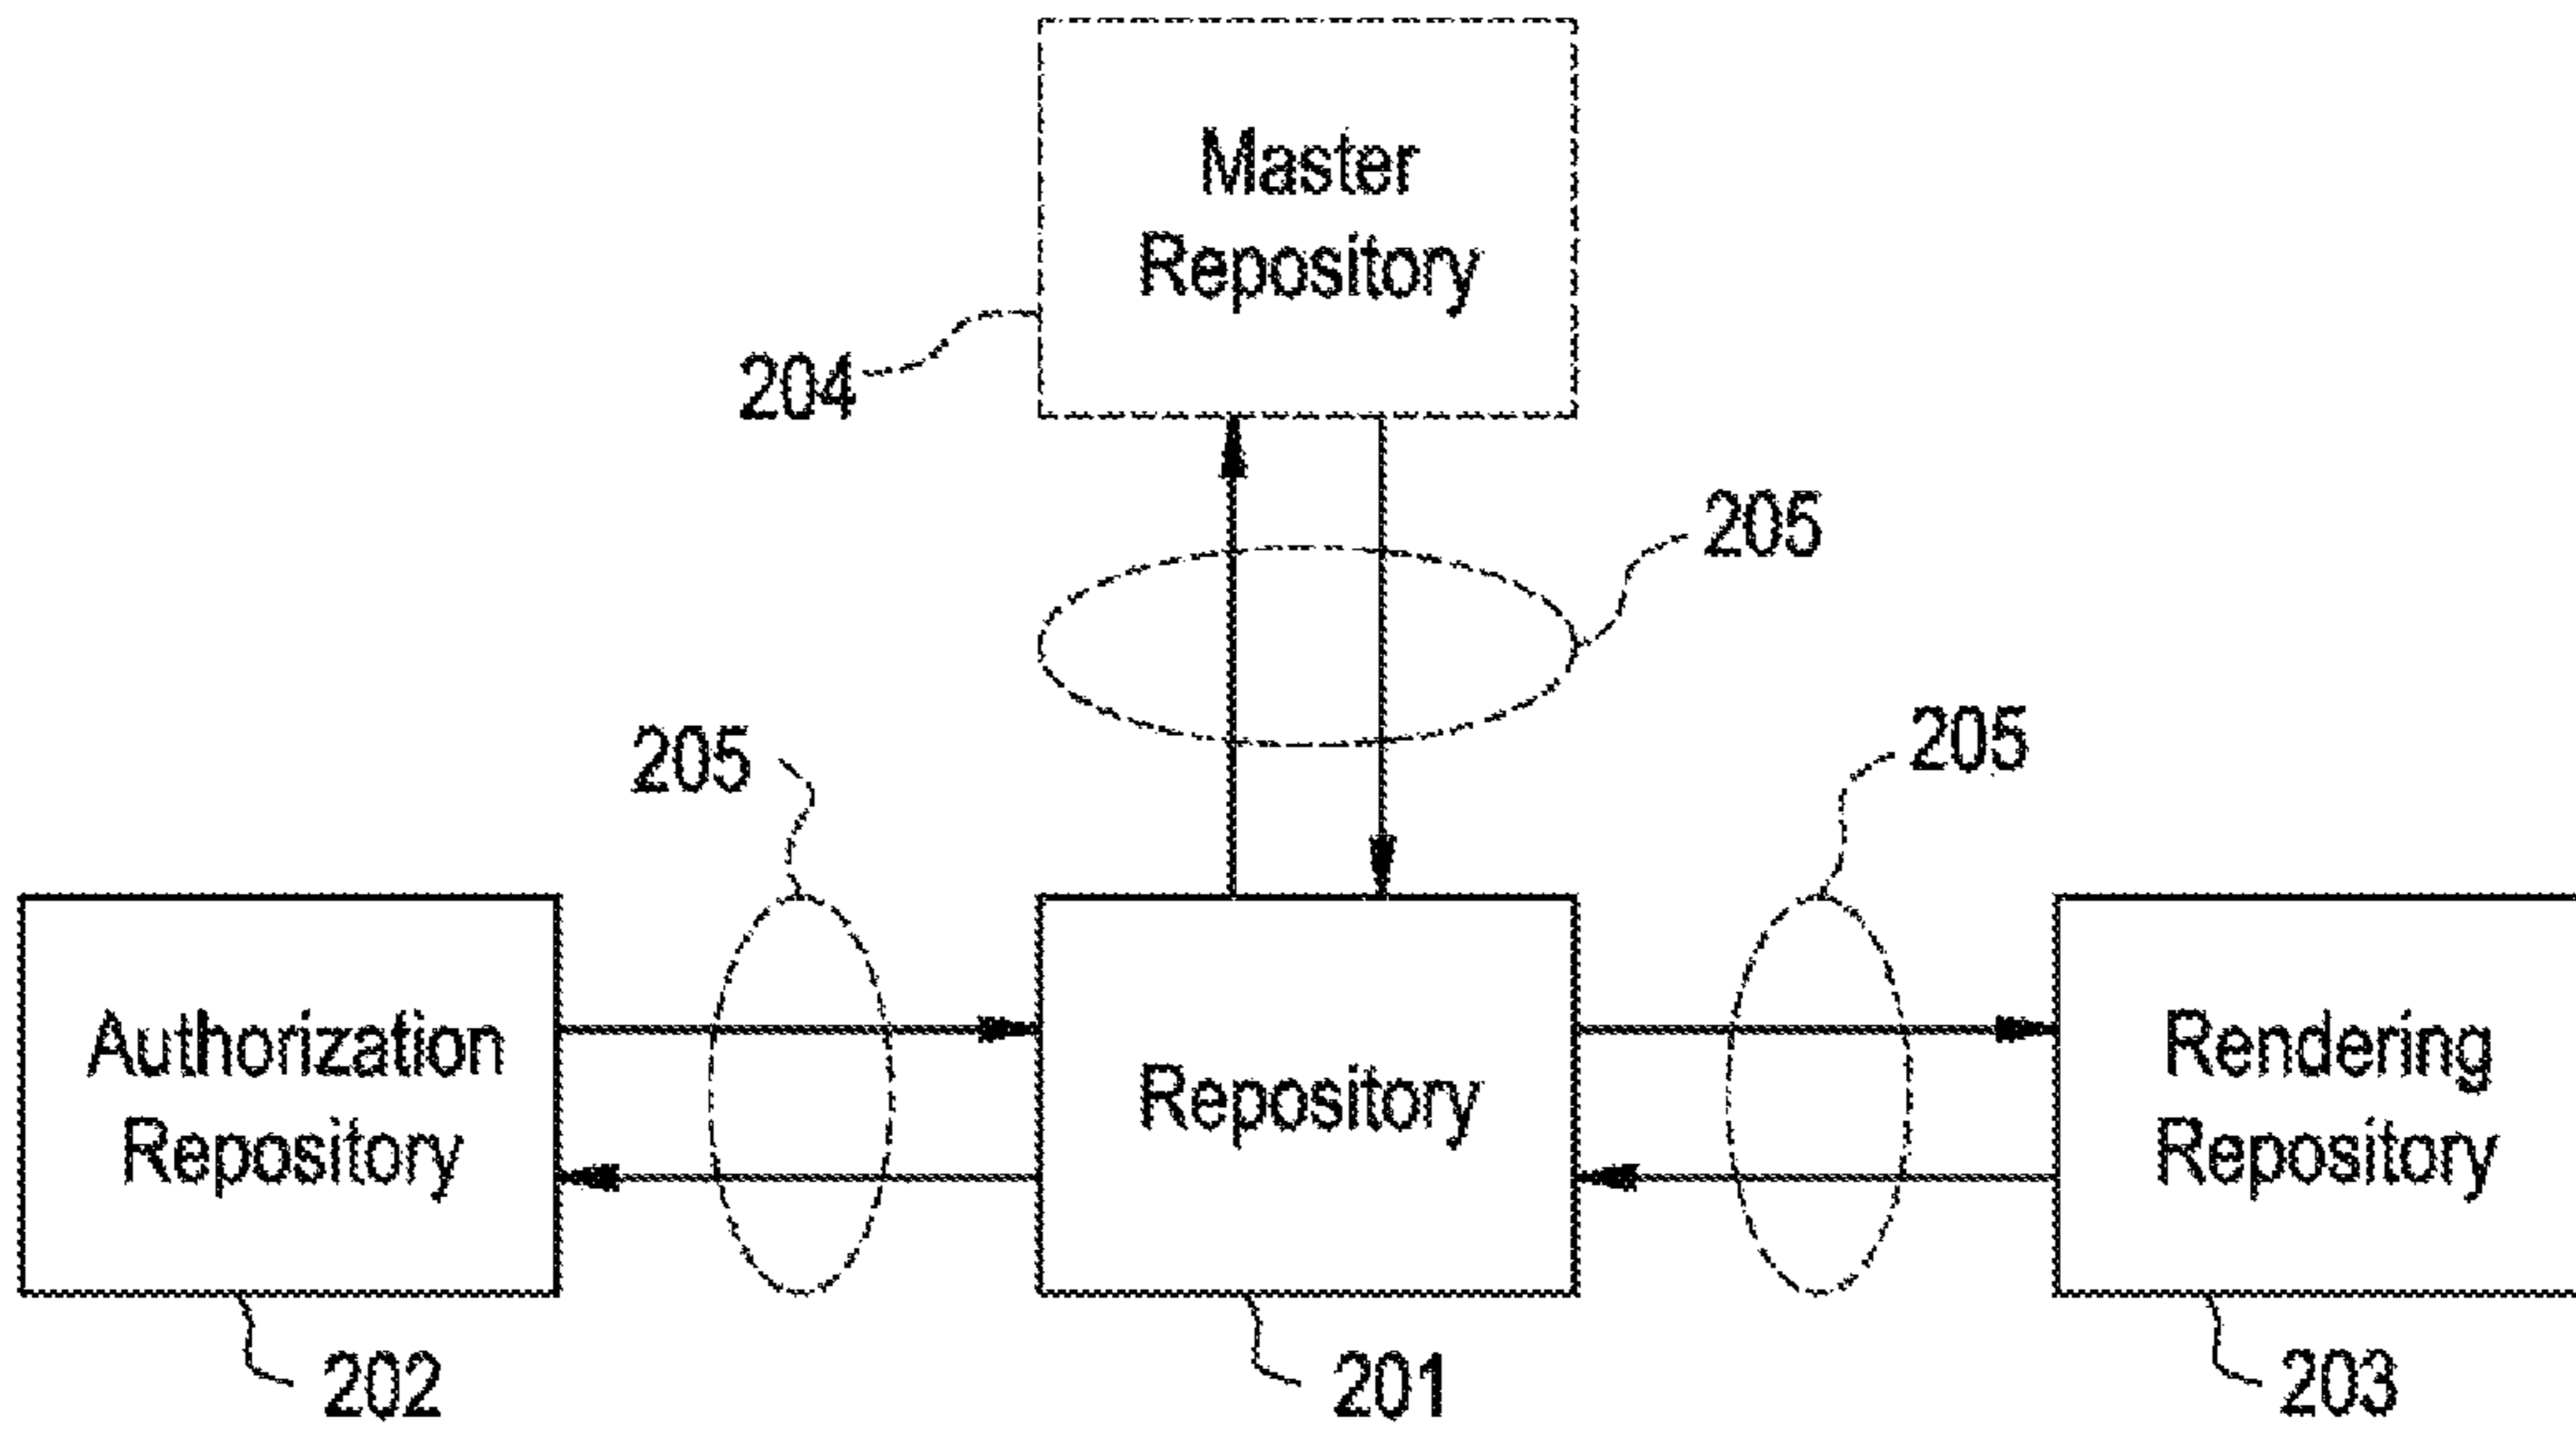 Master
Repository
204
205
205
205
Authorization
Repository
Repository
Rendering
Repository
202
201
203